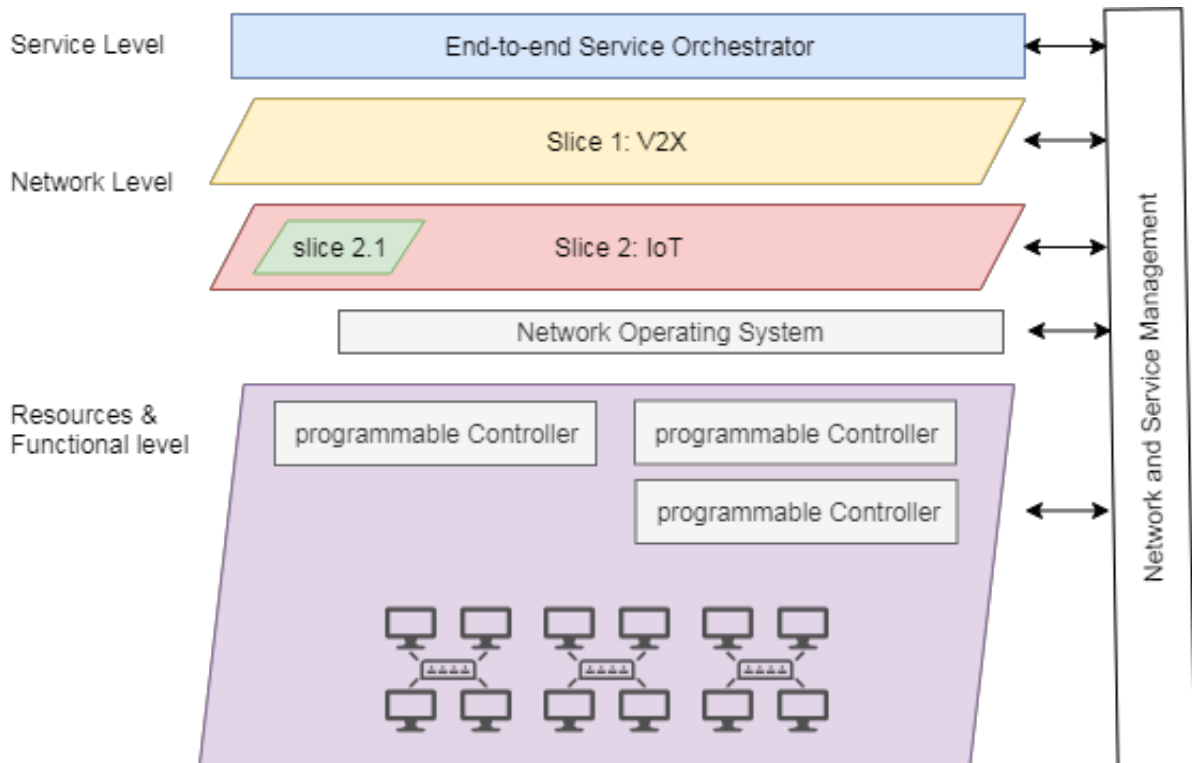 Service Level
End-to-end Service Orchestrator
Slice 1: V2X
Network Level
slice 2.1
Slice 2: IoT
Network Operating System
Resources &
Functional level
programmable Controller
programmable Controller
programmable Controller
Network and Service Management